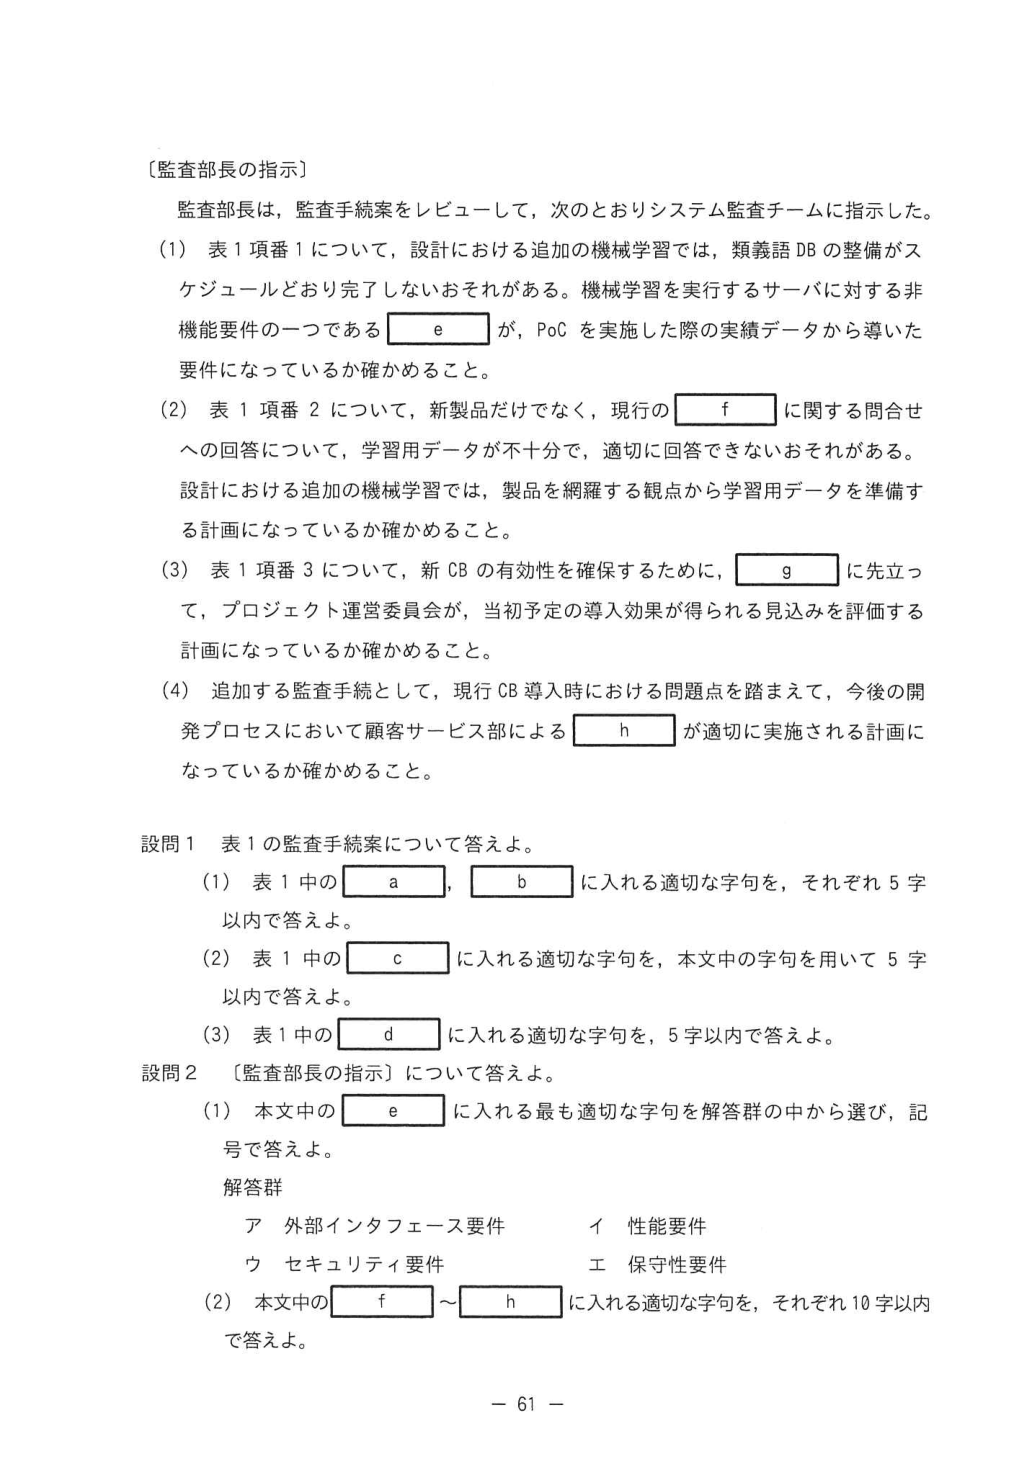 〔監査部長の指示〕
監査部長は，監査手続案をレビューして，次のとおりシステム監査チームに指示した。
(1) 表1項番1について，設計における追加の機械学習では，類義語DBの整備がス
ケジュールどおり完了しないおそれがある。機械学習を実行するサーバに対する非
機能要件の一つである e が，PoC を実施した際の実績データから導いた
要件になっているか確かめること。
(2) 表1項番2について，新製品だけでなく，現行の f に関する問合せ
への回答について，学習用データが不十分で，適切に回答できないおそれがある。
設計における追加の機械学習では，製品を網羅する観点から学習用データを準備す
る計画になっているか確かめること。
(3) 表1項番3について，新CBの有効性を確保するために， g に先立っ
て，プロジェクト運営委員会が，当初予定の導入効果が得られる見込みを評価する
計画になっているか確かめること。
(4) 追加する監査手続として，現行CB導入時における問題点を踏まえて，今後の開
発プロセスにおいて顧客サービス部による h が適切に実施される計画に
なっているか確かめること。
設問1 表1の監査手続案について答えよ。
(1) 表1中の a ， b に入れる適切な字句を，それぞれ5字
以内で答えよ。
(2) 表1中の c に入れる適切な字句を，本文中の字句を用いて5字
以内で答えよ。
(3) 表1中の d に入れる適切な字句を，5字以内で答えよ。
設問2 〔監査部長の指示〕について答えよ。
(1) 本文中の e に入れる最も適切な字句を解答群の中から選び，記
号で答えよ。
解答群
ア 外部インタフェース要件 イ 性能要件
ウ セキュリティ要件 エ 保守性要件
(2) 本文中の f ～ h に入れる適切な字句を，それぞれ10字以内
で答えよ。
－ 61 －